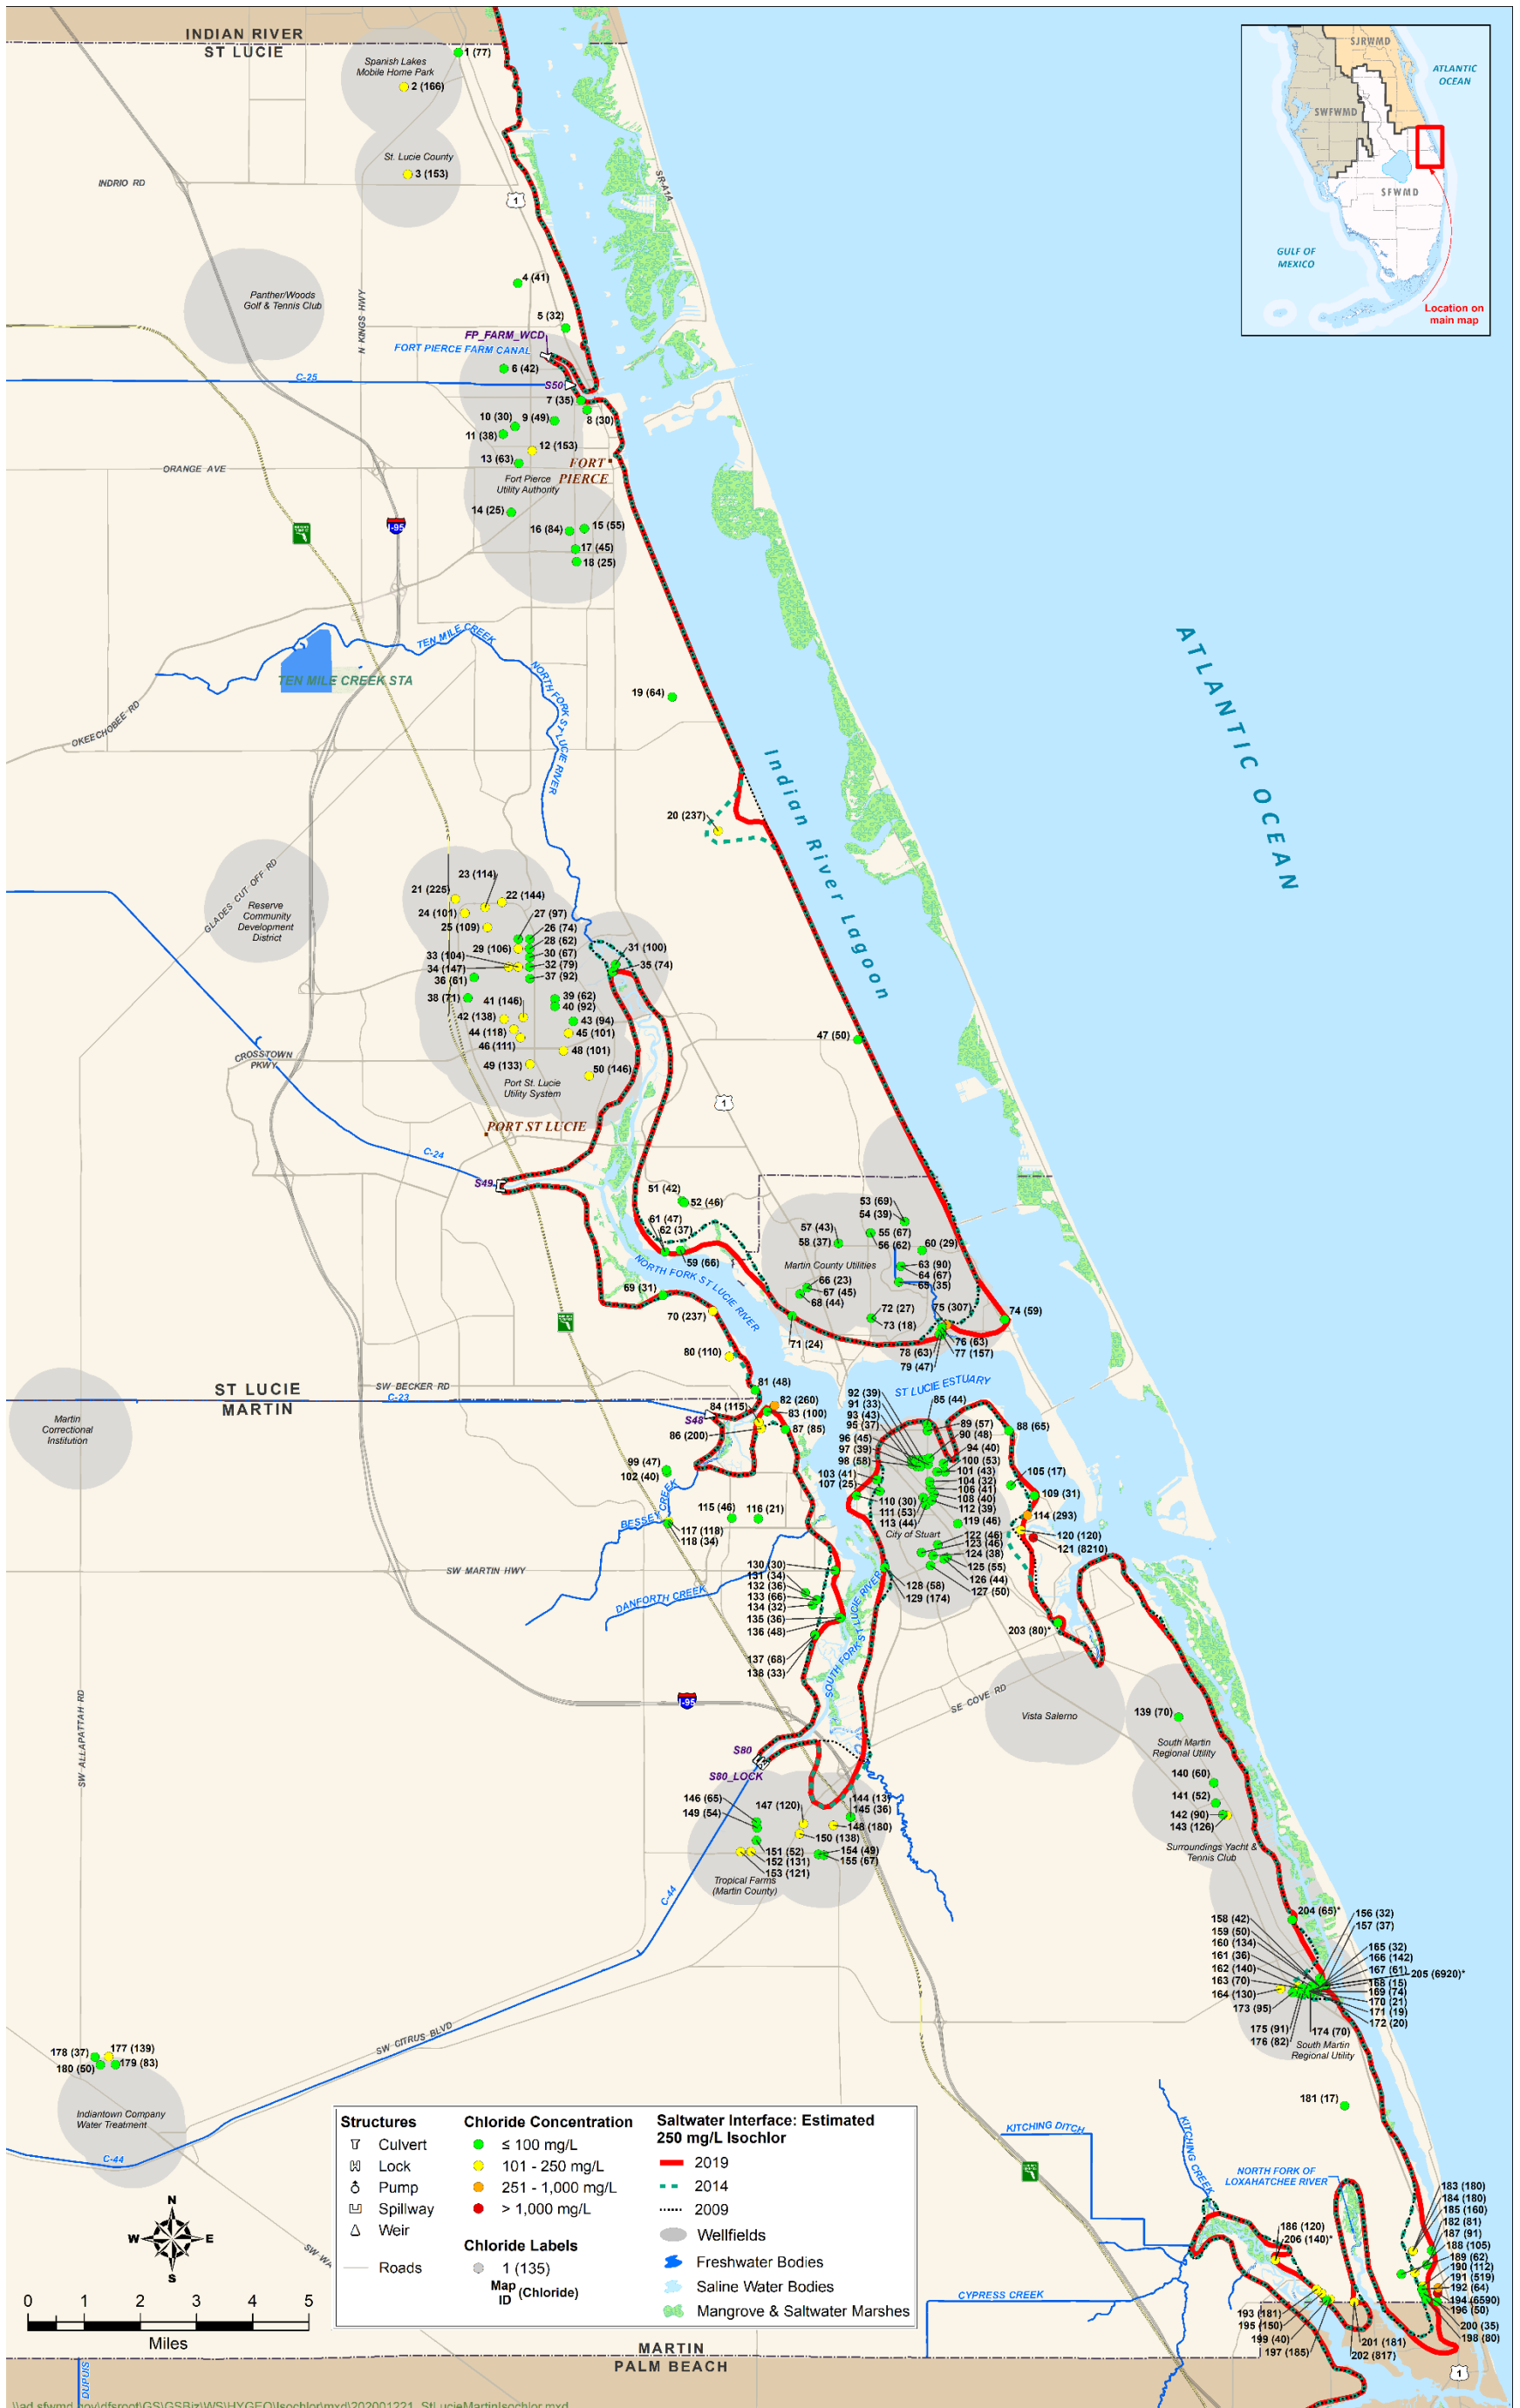 INDIAN RIVER
ST LUCIE
1 (77)
Spanish Lakes
Mobile Home Park
2 (166)
St. Lucie County
3 (153)
INDRIO RD
1
SR-A1A
SJRWMD
ATLANTIC
OCEAN
SWFWMD
SFWMD
GULF OF
MEXICO
Location on
main map
4 (41)
Panther/Woods
Golf & Tennis Club
N KINGS HWY
5 (32)
FP_FARM_WCD
FORT PIERCE FARM CANAL
6 (42)
C-25
S50
7 (35)
8 (30)
10 (30)
9 (49)
11 (38)
12 (153)
13 (63)
FORT
PIERCE
ORANGE AVE
Fort Pierce
Utility Authority
14 (25)
15 (55)
16 (84)
17 (45)
18 (25)
I-95
TEN MILE CREEK
TEN MILE CREEK STA
NORTH FORK ST LUCIE RIVER
OKEECHOBEE RD
19 (64)
ATLANTIC OCEAN
Indian River Lagoon
20 (237)
GLADES CUT OFF RD
Reserve
Community
Development
District
23 (114)
21 (225)
22 (144)
24 (101)
27 (97)
25 (109)
26 (74)
28 (62)
29 (106)
30 (67)
33 (104)
32 (79)
34 (147)
37 (92)
36 (61)
31 (100)
35 (74)
38 (71)
39 (62)
40 (92)
41 (146)
42 (138)
43 (94)
44 (118)
45 (101)
46 (111)
48 (101)
47 (50)
49 (133)
50 (146)
Port St. Lucie
Utility System
CROSSTOWN
PKWY
1
PORT ST LUCIE
C-24
S49
51 (42)
52 (46)
53 (69)
54 (39)
61 (47)
62 (37)
57 (43)
58 (37)
55 (67)
56 (62)
60 (29)
59 (66)
Martin County Utilities
63 (90)
64 (67)
65 (35)
NORTH FORK ST LUCIE RIVER
66 (23)
67 (45)
68 (44)
69 (31)
70 (237)
72 (27)
73 (18)
75 (307)
74 (59)
71 (24)
76 (63)
78 (63)
77 (157)
79 (47)
80 (110)
ST LUCIE
MARTIN
SW BECKER RD
C-23
ST LUCIE ESTUARY
81 (48)
82 (260)
84 (115)
83 (100)
S48
86 (200)
87 (85)
Martin
Correctional
Institution
92 (39)
85 (44)
91 (33)
93 (43)
89 (57)
88 (65)
95 (37)
90 (48)
96 (45)
94 (40)
97 (39)
100 (53)
98 (58)
101 (43)
99 (47)
102 (40)
103 (41)
104 (32)
105 (17)
107 (25)
106 (41)
109 (31)
110 (30)
108 (40)
111 (53)
112 (39)
113 (44)
114 (293)
BESSEY CREEK
115 (46)
116 (21)
City of Stuart
119 (46)
120 (120)
121 (8210)
117 (118)
118 (34)
122 (46)
123 (46)
124 (38)
125 (55)
126 (44)
127 (50)
SW MARTIN HWY
DANFORTH CREEK
130 (30)
131 (34)
132 (36)
133 (66)
134 (32)
135 (36)
136 (48)
128 (58)
129 (174)
137 (68)
138 (33)
SOUTH FORK ST LUCIE RIVER
203 (80)*
SE COVE RD
Vista Salerno
SW ALLAPATTAH RD
I-95
S80
S80_LOCK
139 (70)
South Martin
Regional Utility
140 (60)
141 (52)
142 (90)
143 (126)
Surroundings Yacht &
Tennis Club
146 (65)
147 (120)
144 (13)
149 (54)
145 (36)
148 (180)
150 (138)
151 (52)
154 (49)
152 (131)
155 (67)
153 (121)
Tropical Farms
(Martin County)
C-44
204 (65)*
158 (42)
156 (32)
159 (50)
157 (37)
160 (134)
161 (36)
165 (32)
162 (140)
166 (142)
163 (70)
167 (61)
205 (6920)*
164 (130)
168 (15)
169 (74)
173 (95)
170 (21)
171 (19)
172 (20)
175 (91)
174 (70)
176 (82)
South Martin
Regional Utility
SW CITRUS BLVD
178 (37)
177 (139)
180 (50)
179 (83)
Indiantown Company
Water Treatment
C-44
181 (17)
KITCHING DITCH
KITCHING CREEK
NORTH FORK OF
LOXAHATCHEE RIVER
183 (180)
184 (180)
185 (160)
182 (81)
187 (91)
188 (105)
189 (62)
190 (112)
191 (519)
192 (64)
194 (6590)
196 (50)
200 (35)
198 (80)
186 (120)
206 (140)*
CYPRESS CREEK
193 (181)
195 (150)
199 (40)
197 (185)
201 (181)
202 (817)
1
Structures
Culvert
Lock
Pump
Spillway
Weir
Roads
Chloride Concentration
≤ 100 mg/L
101 - 250 mg/L
251 - 1,000 mg/L
> 1,000 mg/L
Chloride Labels
1 (135)
Map
ID
(Chloride)
Saltwater Interface: Estimated
250 mg/L Isochlor
2019
2014
2009
Wellfields
Freshwater Bodies
Saline Water Bodies
Mangrove & Saltwater Marshes
N
W
E
S
0 1 2 3 4 5
Miles
MARTIN
PALM BEACH
DUPUIS